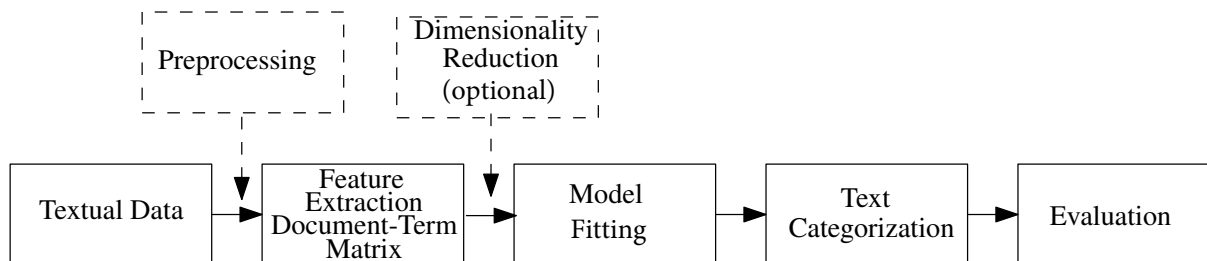 Preprocessing
Dimensionality
Reduction
(optional)
Textual Data
Feature
Extraction
Document-Term
Matrix
Model
Fitting
Text
Categorization
Evaluation